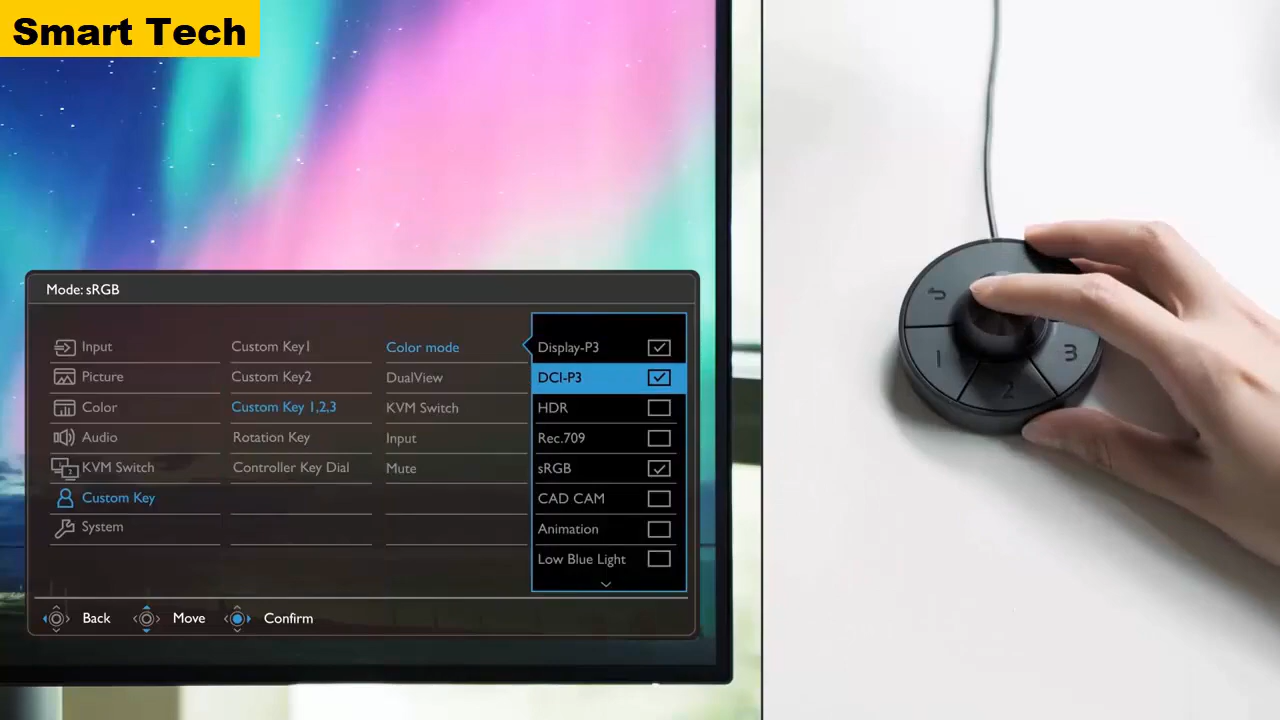 Smart Tech
Mode: sRGB
Input
Picture
Color
Audio
KVM Switch
Custom Key
System
Custom Key1
Custom Key2
Custom Key 1,2,3
Rotation Key
Controller Key Dial
Color mode
DualView
KVM Switch
Input
Mute
Display-P3
DCI-P3
HDR
Rec.709
sRGB
CAD CAM
Animation
Low Blue Light
Back
Move
Confirm
1
2
3